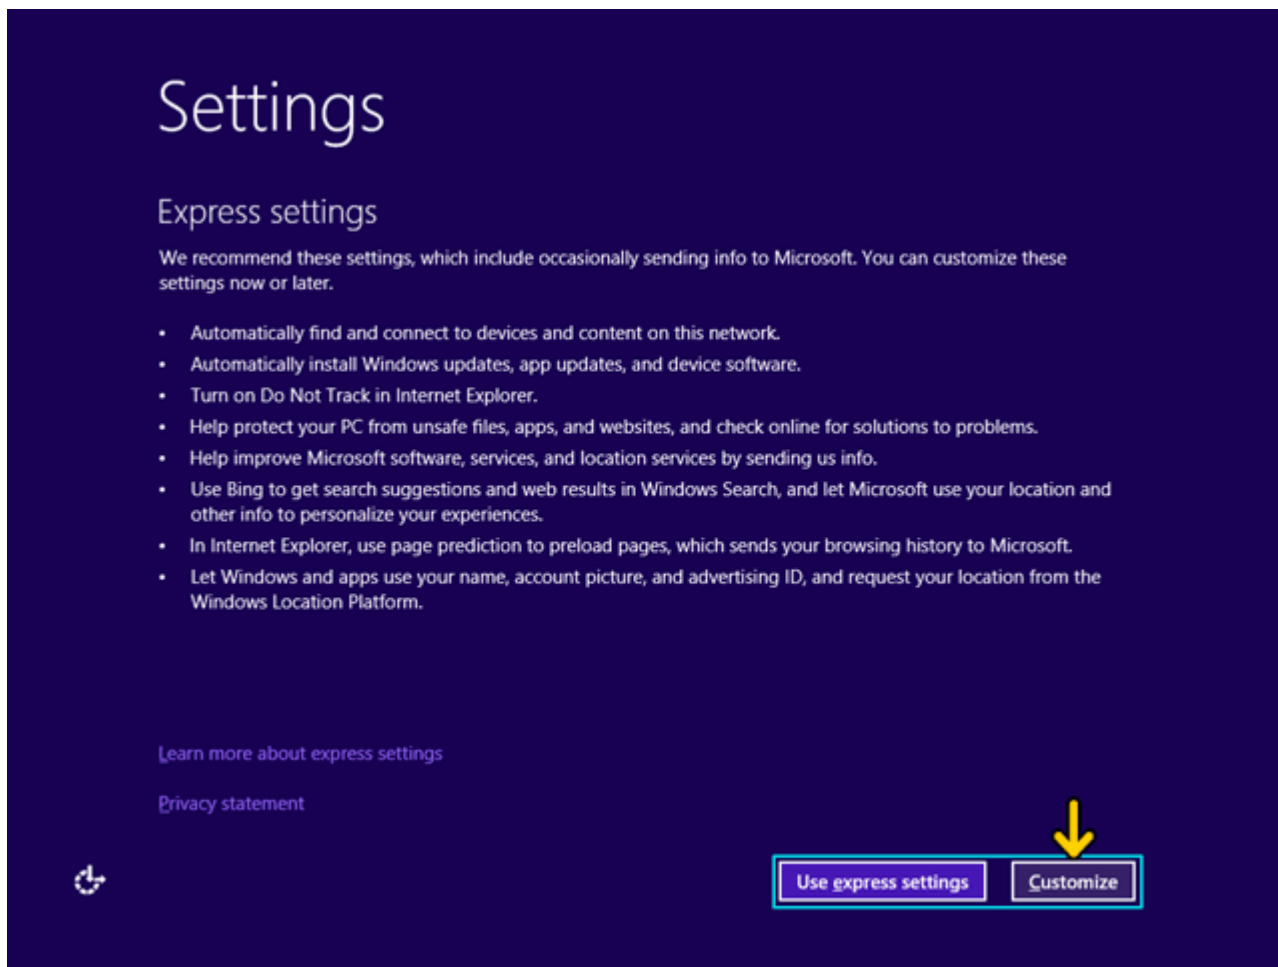 Settings
Express settings
We recommend these settings, which include occasionally sending info to Microsoft. You can customize these
settings now or later.
• Automatically find and connect to devices and content on this network.
• Automatically install Windows updates, app updates, and device software.
• Turn on Do Not Track in Internet Explorer.
• Help protect your PC from unsafe files, apps, and websites, and check online for solutions to problems.
• Help improve Microsoft software, services, and location services by sending us info.
• Use Bing to get search suggestions and web results in Windows Search, and let Microsoft use your location and
other info to personalize your experiences.
• In Internet Explorer, use page prediction to preload pages, which sends your browsing history to Microsoft.
• Let Windows and apps use your name, account picture, and advertising ID, and request your location from the
Windows Location Platform.
Learn more about express settings
Privacy statement
Use express settings
Customize